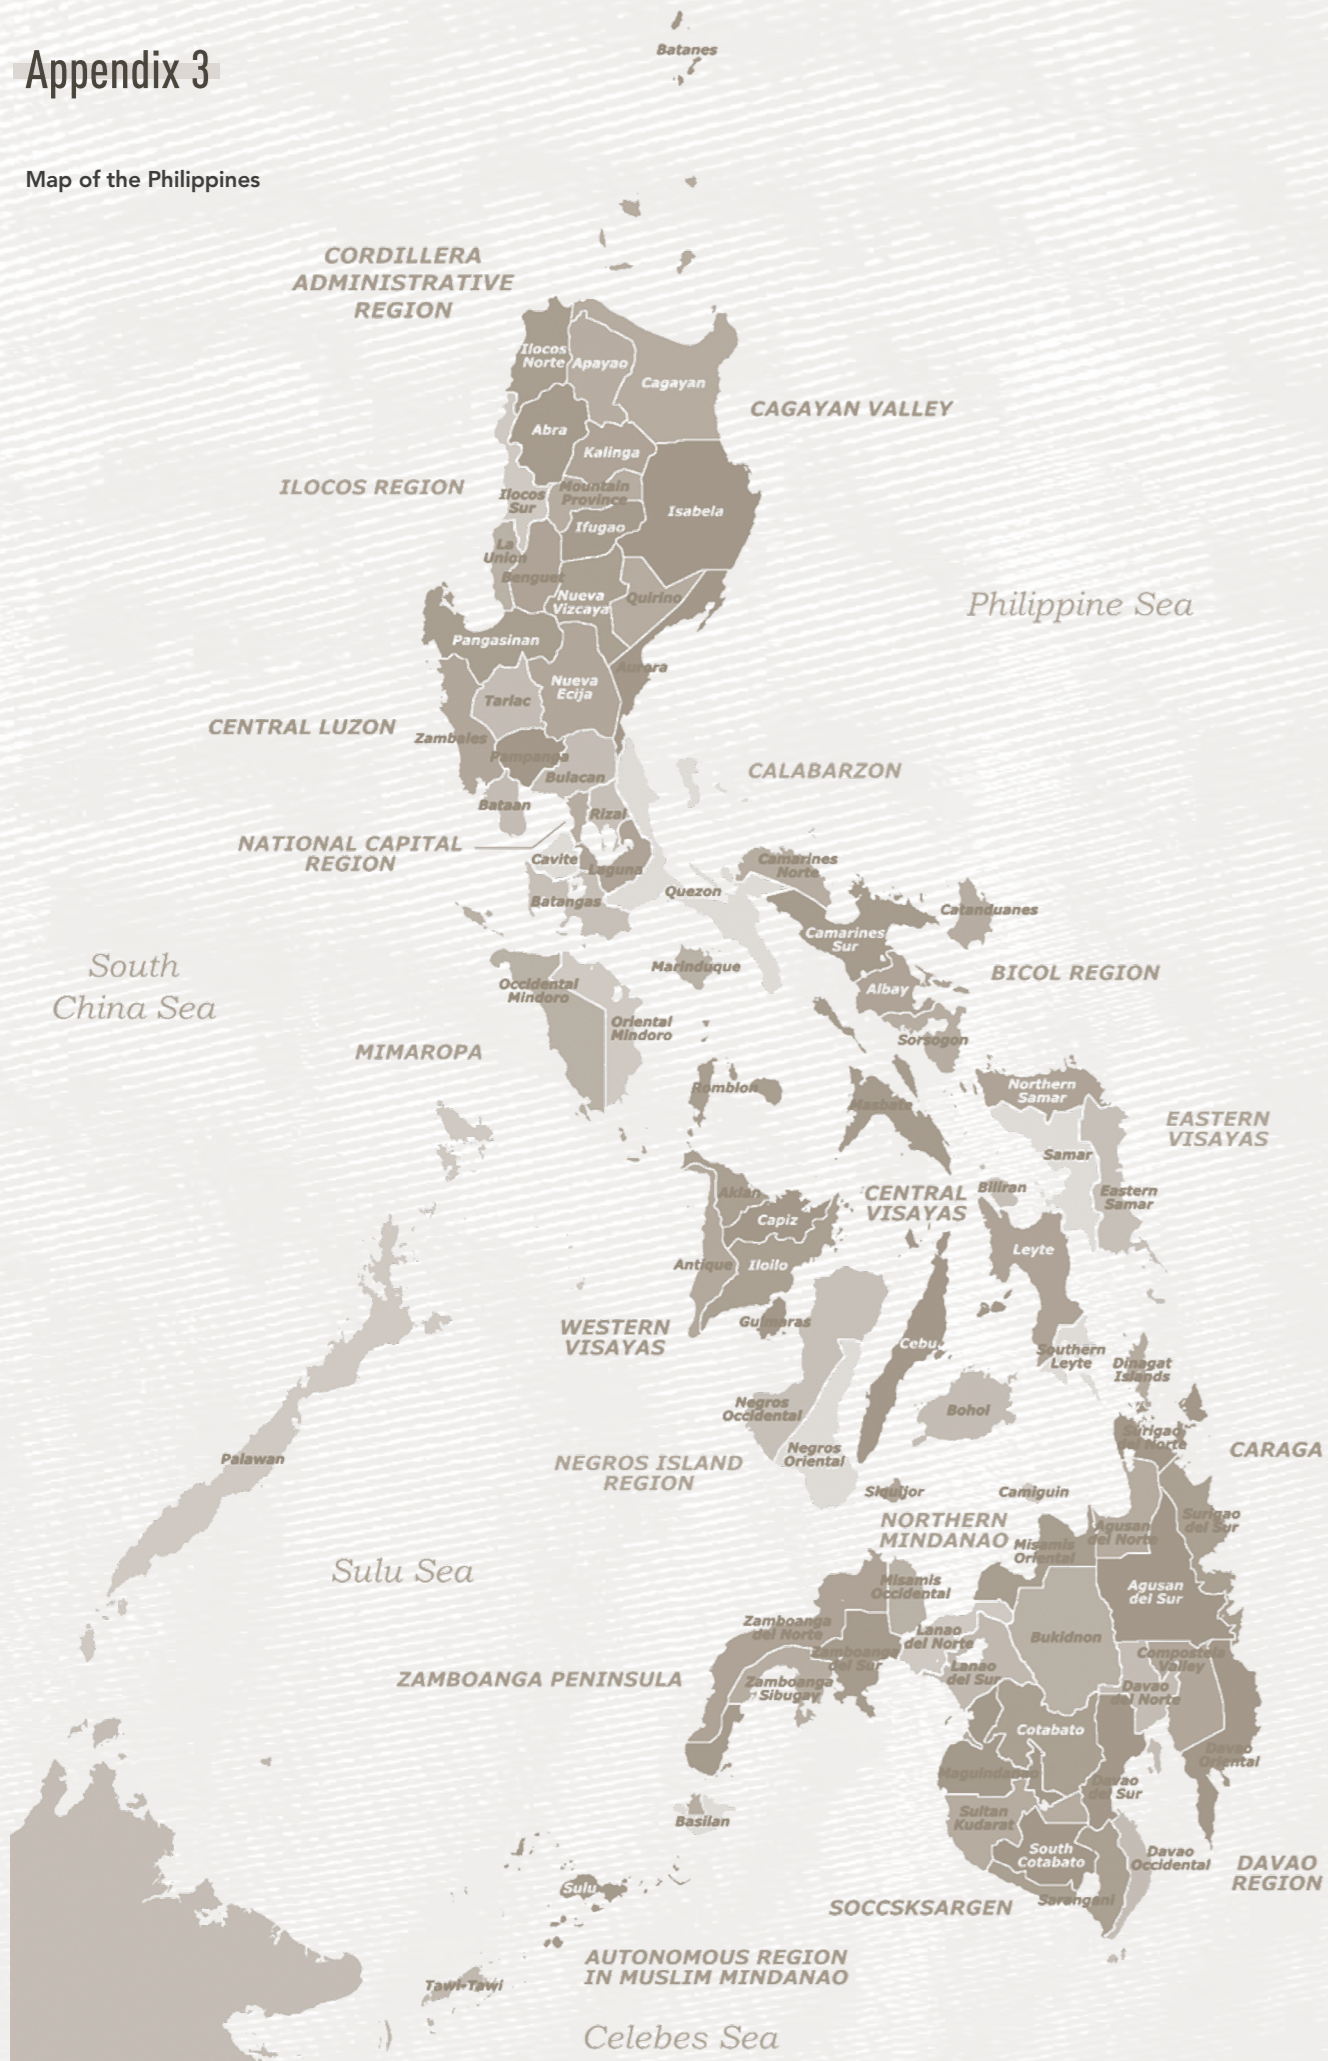 Appendix 3
Map of the Philippines
Batanes
CORDILLERA
ADMINISTRATIVE
REGION
Ilocos
Norte
Apayao
Cagayan
CAGAYAN VALLEY
Abra
Kalinga
ILOCOS REGION
Ilocos
Sur
Mountain
Province
Isabela
Ifugao
La
Union
Benguet
Nueva
Vizcaya
Quirino
Philippine Sea
Pangasinan
Aurora
Nueva
Ecija
Tarlac
CENTRAL LUZON
Zambales
Pampanga
Bulacan
CALABARZON
Bataan
Rizal
NATIONAL CAPITAL
REGION
Cavite
Laguna
Camarines
Norte
Quezon
Batangas
Catanduanes
Camarines
Sur
South
China Sea
Marinduque
BICOL REGION
Occidental
Mindoro
Albay
Oriental
Mindoro
Sorsogon
MIMAROPA
Romblon
Masbate
Northern
Samar
EASTERN
VISAYAS
Samar
Biliran
Eastern
Samar
CENTRAL
VISAYAS
Aklan
Capiz
Leyte
Antique
Iloilo
Guimaras
WESTERN
VISAYAS
Cebu
Southern
Leyte
Dinagat
Islands
Negros
Occidental
Bohol
Surigao
del Norte
CARAGA
Palawan
Negros
Oriental
NEGROS ISLAND
REGION
Siquijor
Camiguin
NORTHERN
MINDANAO
Surigao
del Sur
Agusan
del Norte
Misamis
Oriental
Sulu Sea
Misamis
Occidental
Agusan
del Sur
Zamboanga
del Norte
Lanao
del Norte
Bukidnon
Zamboanga
del Sur
Compostela
Valley
ZAMBOANGA PENINSULA
Zamboanga
Sibugay
Lanao
del Sur
Davao
del Norte
Cotabato
Davao
Oriental
Maguindanao
Davao
del Sur
Basilan
Sultan
Kudarat
South
Cotabato
Davao
Occidental
DAVAO
REGION
Sulu
Sarangani
SOCCSKSARGEN
AUTONOMOUS REGION
IN MUSLIM MINDANAO
Tawi-Tawi
Celebes Sea